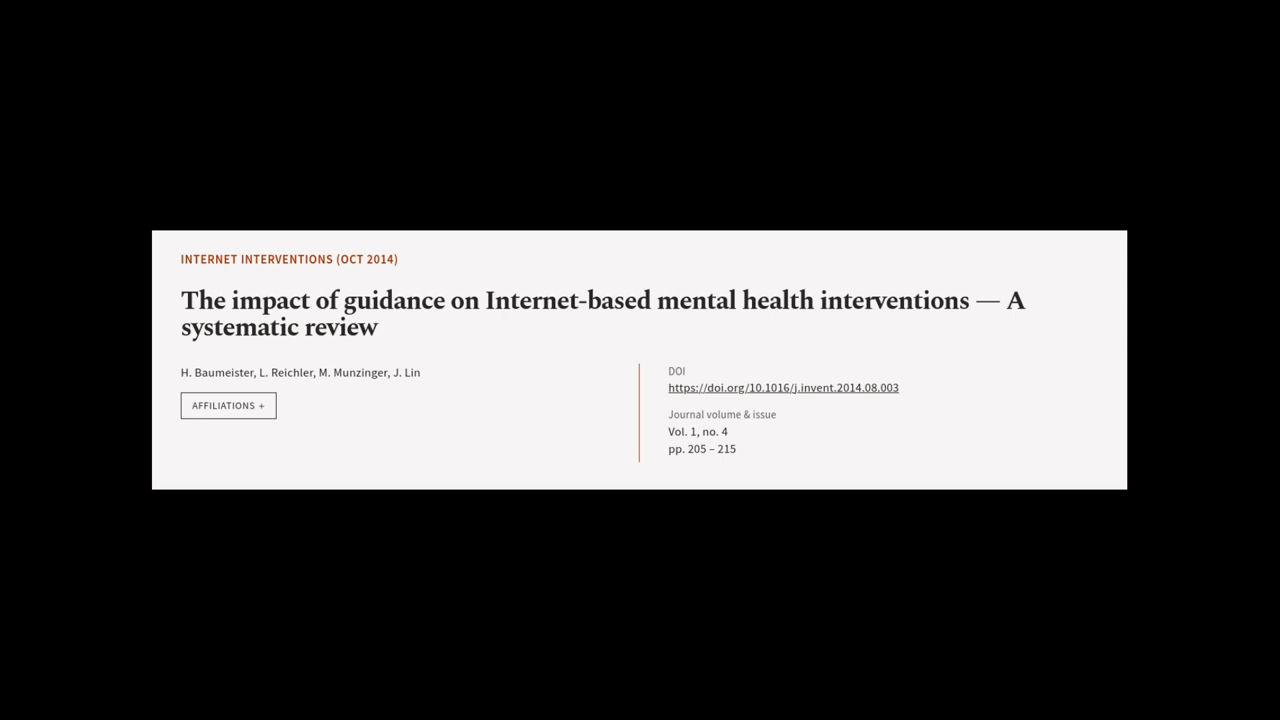 INTERNET INTERVENTIONS (OCT 2014)
The impact of guidance on Internet-based mental health interventions — A
systematic review
H. Baumeister, L. Reichler, M. Munzinger, J. Lin
AFFILIATIONS +
DOI
https://doi.org/10.1016/j.invent.2014.08.003
Journal volume & issue
Vol. 1, no. 4
pp. 205 – 215